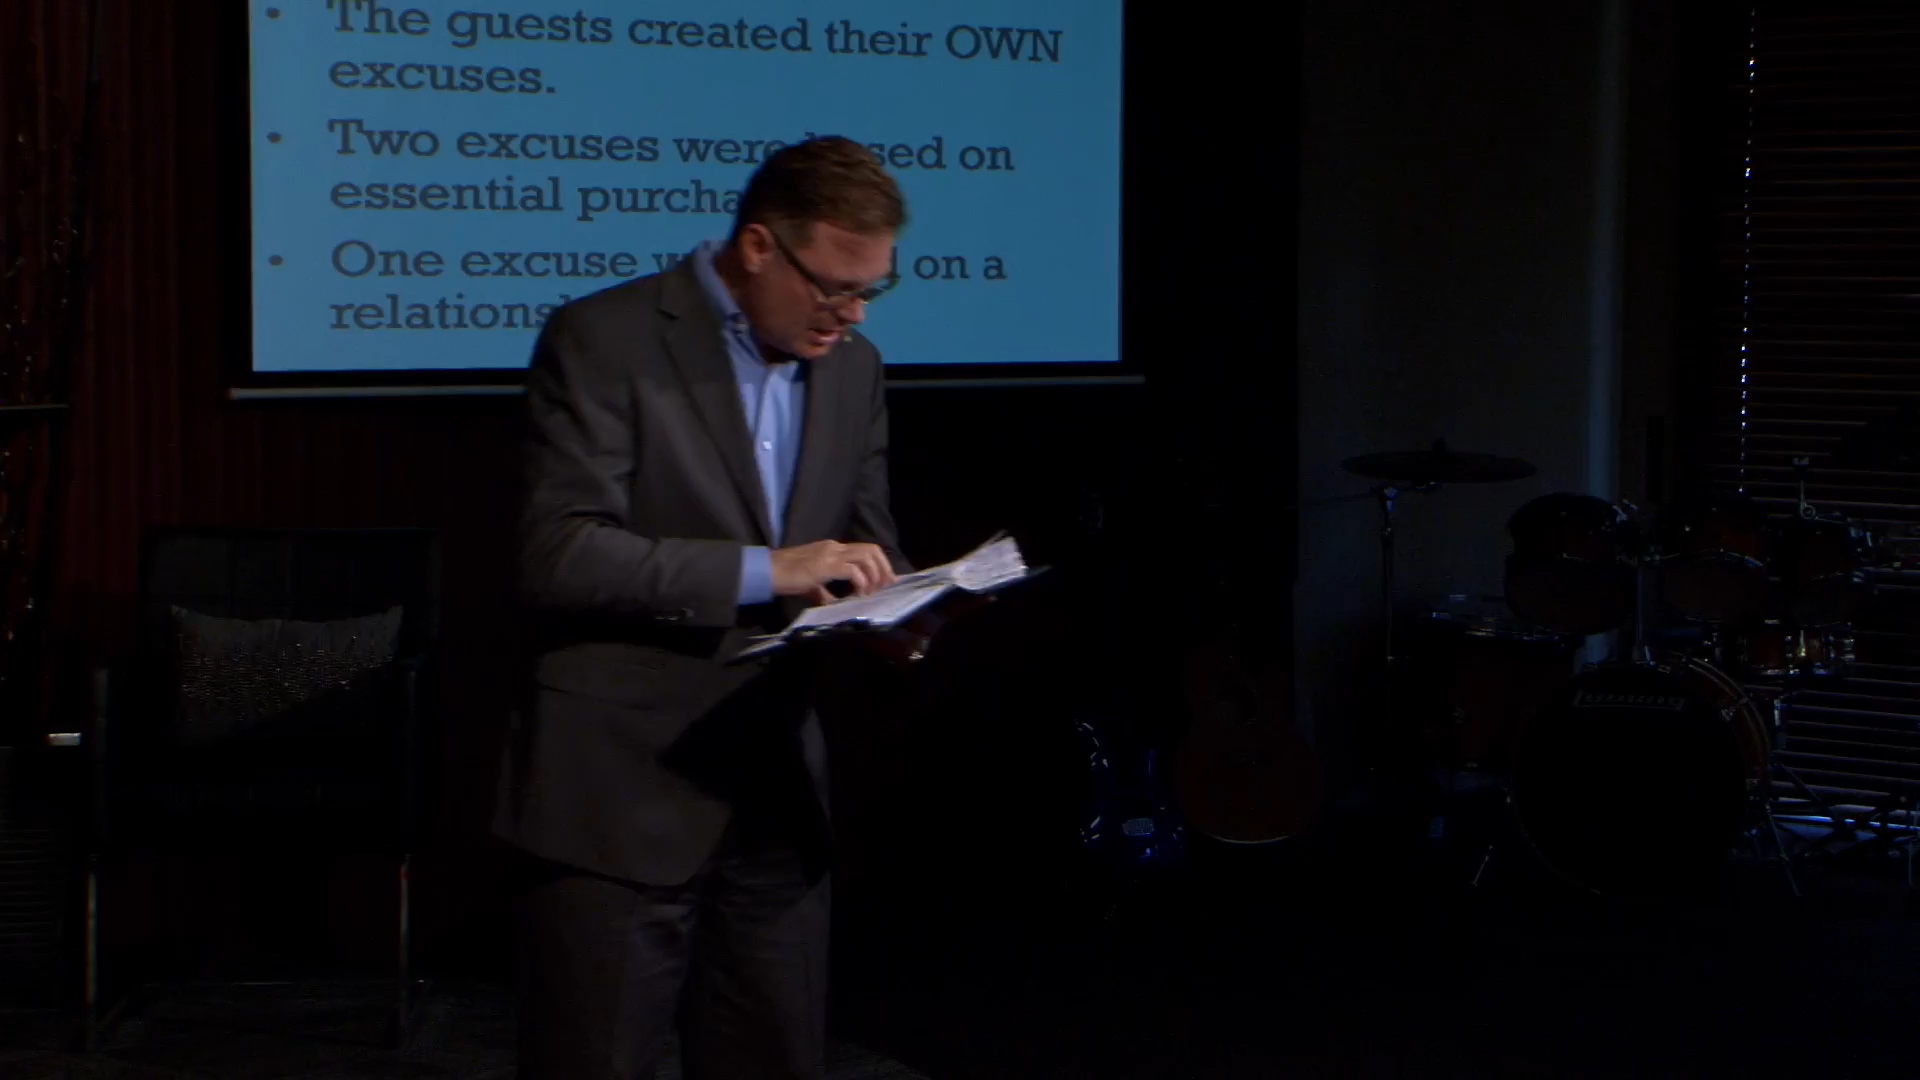 • The guests created their OWN
excuses.
• Two excuses were sed on
essential purcha
• One excuse w on a
relations